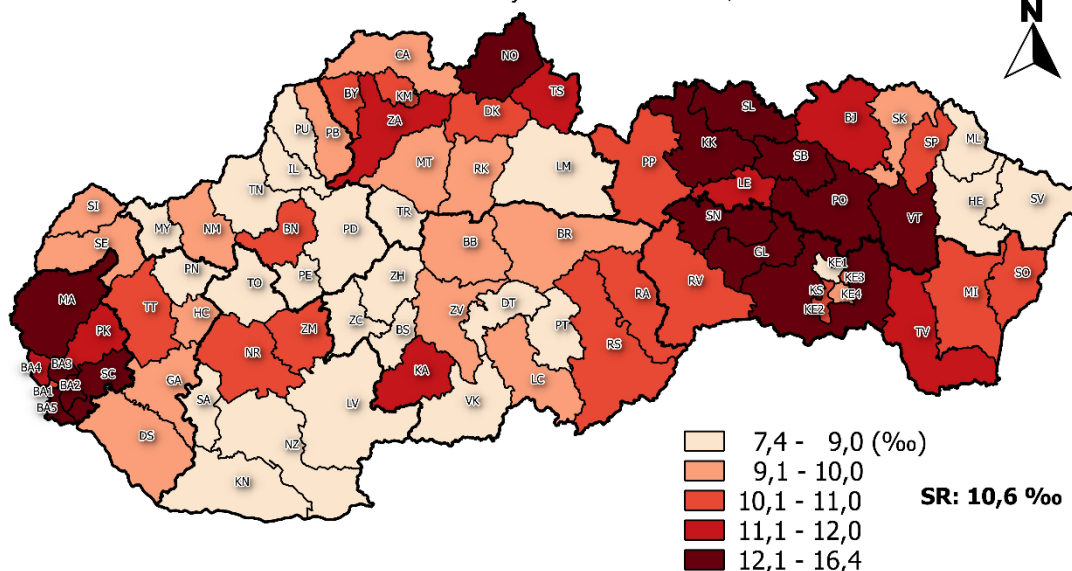 N
CA
NO
TS
BY
KM
DK
ZA
PU
PB
IL
MT
RK
LM
PP
SL
KK
SB
BJ
SK
SP
ML
LE
PO
VT
HE
SV
SN
GL
TN
TR
SI
SE
MY
NM
BN
PD
BB
BR
RV
KE1
KE3
KS
KE4
KE2
MI
SO
TV
MA
PN
TO
PE
ZH
ZC
BS
ZV
DT
PT
RA
RS
TT
HC
NR
ZM
PK
BA4
BA3
BA1
BA2
BA5
SC
GA
SA
LV
KA
VK
LC
DS
NZ
KN
7,4 - 9,0 (‰)
9,1 - 10,0
10,1 - 11,0
11,1 - 12,0
12,1 - 16,4
SR: 10,6 ‰